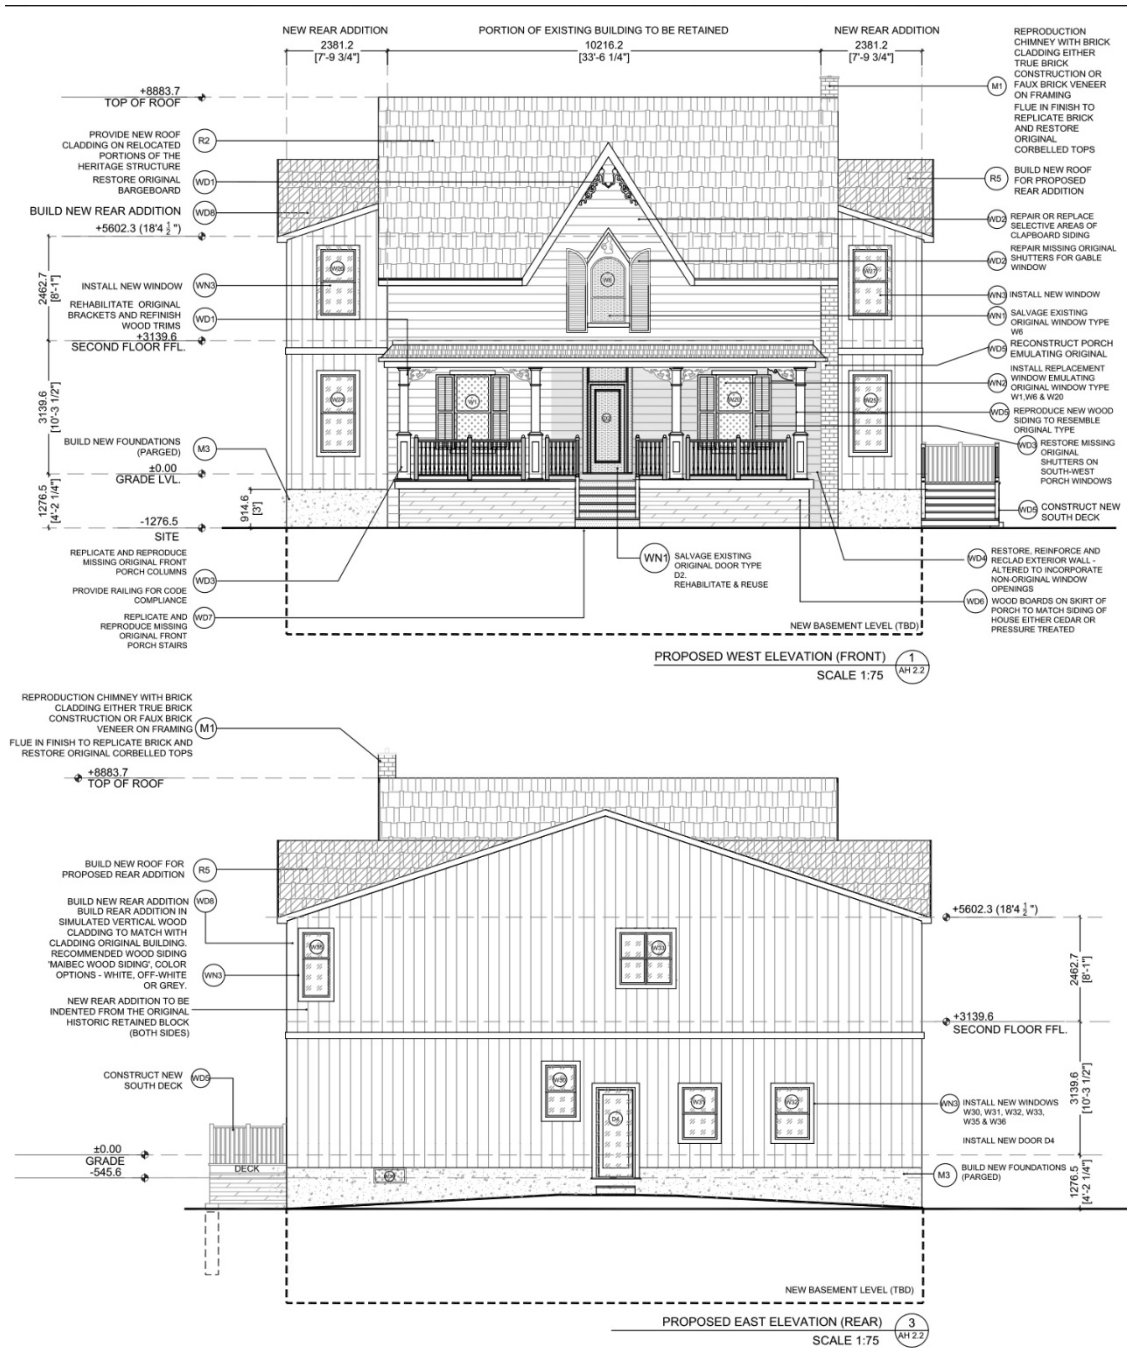 NEW REAR ADDITION
2381.2
[7'-9 3/4"]
PORTION OF EXISTING BUILDING TO BE RETAINED
10216.2
[33'-6 1/4"]
NEW REAR ADDITION
2381.2
[7'-9 3/4"]
REPRODUCTION
CHIMNEY WITH BRICK
CLADDING EITHER
TRUE BRICK
CONSTRUCTION OR
FAUX BRICK VENEER
ON FRAMING
M1
FLUE IN FINISH TO
REPLICATE BRICK
AND RESTORE
ORIGINAL
CORBELLED TOPS
+8883.7
TOP OF ROOF
PROVIDE NEW ROOF
CLADDING ON RELOCATED
PORTIONS OF THE
HERITAGE STRUCTURE
R2
RESTORE ORIGINAL
BARGEBOARD
WD1
BUILD NEW REAR ADDITION
WD8
+5602.3 (18'4 1/2 ")
2462.7
[8'-1"]
INSTALL NEW WINDOW
WN3
REHABILITATE ORIGINAL
BRACKETS AND REFINISH
WOOD TRIMS
WD1
+3139.6
SECOND FLOOR FFL.
3139.6
[10'-3 1/2"]
BUILD NEW FOUNDATIONS
(PARGED)
M3
±0.00
GRADE LVL.
1276.5
[4'-2 1/4"]
914.6
[3']
-1276.5
SITE
REPLICATE AND REPRODUCE
MISSING ORIGINAL FRONT
PORCH COLUMNS
WD3
PROVIDE RAILING FOR CODE
COMPLIANCE
REPLICATE AND
REPRODUCE MISSING
ORIGINAL FRONT
PORCH STAIRS
WD7
W6
W27
W24
W1
D2
W20
W25
R5
BUILD NEW ROOF
FOR PROPOSED
REAR ADDITION
WD2
REPAIR OR REPLACE
SELECTIVE AREAS OF
CLAPBOARD SIDING
WD2
REPAIR MISSING ORIGINAL
SHUTTERS FOR GABLE
WINDOW
WN3
INSTALL NEW WINDOW
WN1
SALVAGE EXISTING
ORIGINAL WINDOW TYPE
W6
WD5
RECONSTRUCT PORCH
EMULATING ORIGINAL
WN2
INSTALL REPLACEMENT
WINDOW EMULATING
ORIGINAL WINDOW TYPE
W1,W6 & W20
WD5
REPRODUCE NEW WOOD
SIDING TO RESEMBLE
ORIGINAL TYPE
WD3
RESTORE MISSING
ORIGINAL
SHUTTERS ON
SOUTH-WEST
PORCH WINDOWS
WD5
CONSTRUCT NEW
SOUTH DECK
WN1
SALVAGE EXISTING
ORIGINAL DOOR TYPE
D2.
REHABILITATE & REUSE
WD4
RESTORE, REINFORCE AND
RECLAD EXTERIOR WALL -
ALTERED TO INCORPORATE
NON-ORIGINAL WINDOW
OPENINGS
WD6
WOOD BOARDS ON SKIRT OF
PORCH TO MATCH SIDING OF
HOUSE EITHER CEDAR OR
PRESSURE TREATED
NEW BASEMENT LEVEL (TBD)
PROPOSED WEST ELEVATION (FRONT)
SCALE 1:75
1
AH 2.2
REPRODUCTION CHIMNEY WITH BRICK
CLADDING EITHER TRUE BRICK
CONSTRUCTION OR FAUX BRICK
VENEER ON FRAMING
M1
FLUE IN FINISH TO REPLICATE BRICK AND
RESTORE ORIGINAL CORBELLED TOPS
+8883.7
TOP OF ROOF
BUILD NEW ROOF FOR
PROPOSED REAR ADDITION
R5
BUILD NEW REAR ADDITION
BUILD REAR ADDITION IN
SIMULATED VERTICAL WOOD
CLADDING TO MATCH WITH
CLADDING ORIGINAL BUILDING.
RECOMMENDED WOOD SIDING
'MAIBEC WOOD SIDING', COLOR
OPTIONS - WHITE, OFF-WHITE
OR GREY.
WD8
WN3
NEW REAR ADDITION TO BE
INDENTED FROM THE ORIGINAL
HISTORIC RETAINED BLOCK
(BOTH SIDES)
CONSTRUCT NEW
SOUTH DECK
WD5
±0.00
GRADE
-545.6
DECK
W33
W30
D4
W31
W32
+5602.3 (18'4 1/2 ")
2462.7
[8'-1"]
+3139.6
SECOND FLOOR FFL.
3139.6
[10'-3 1/2"]
WN3
INSTALL NEW WINDOWS
W30, W31, W32, W33,
W35 & W36
INSTALL NEW DOOR D4
M3
BUILD NEW FOUNDATIONS
(PARGED)
1276.5
[4'-2 1/4"]
NEW BASEMENT LEVEL (TBD)
PROPOSED EAST ELEVATION (REAR)
SCALE 1:75
3
AH 2.2